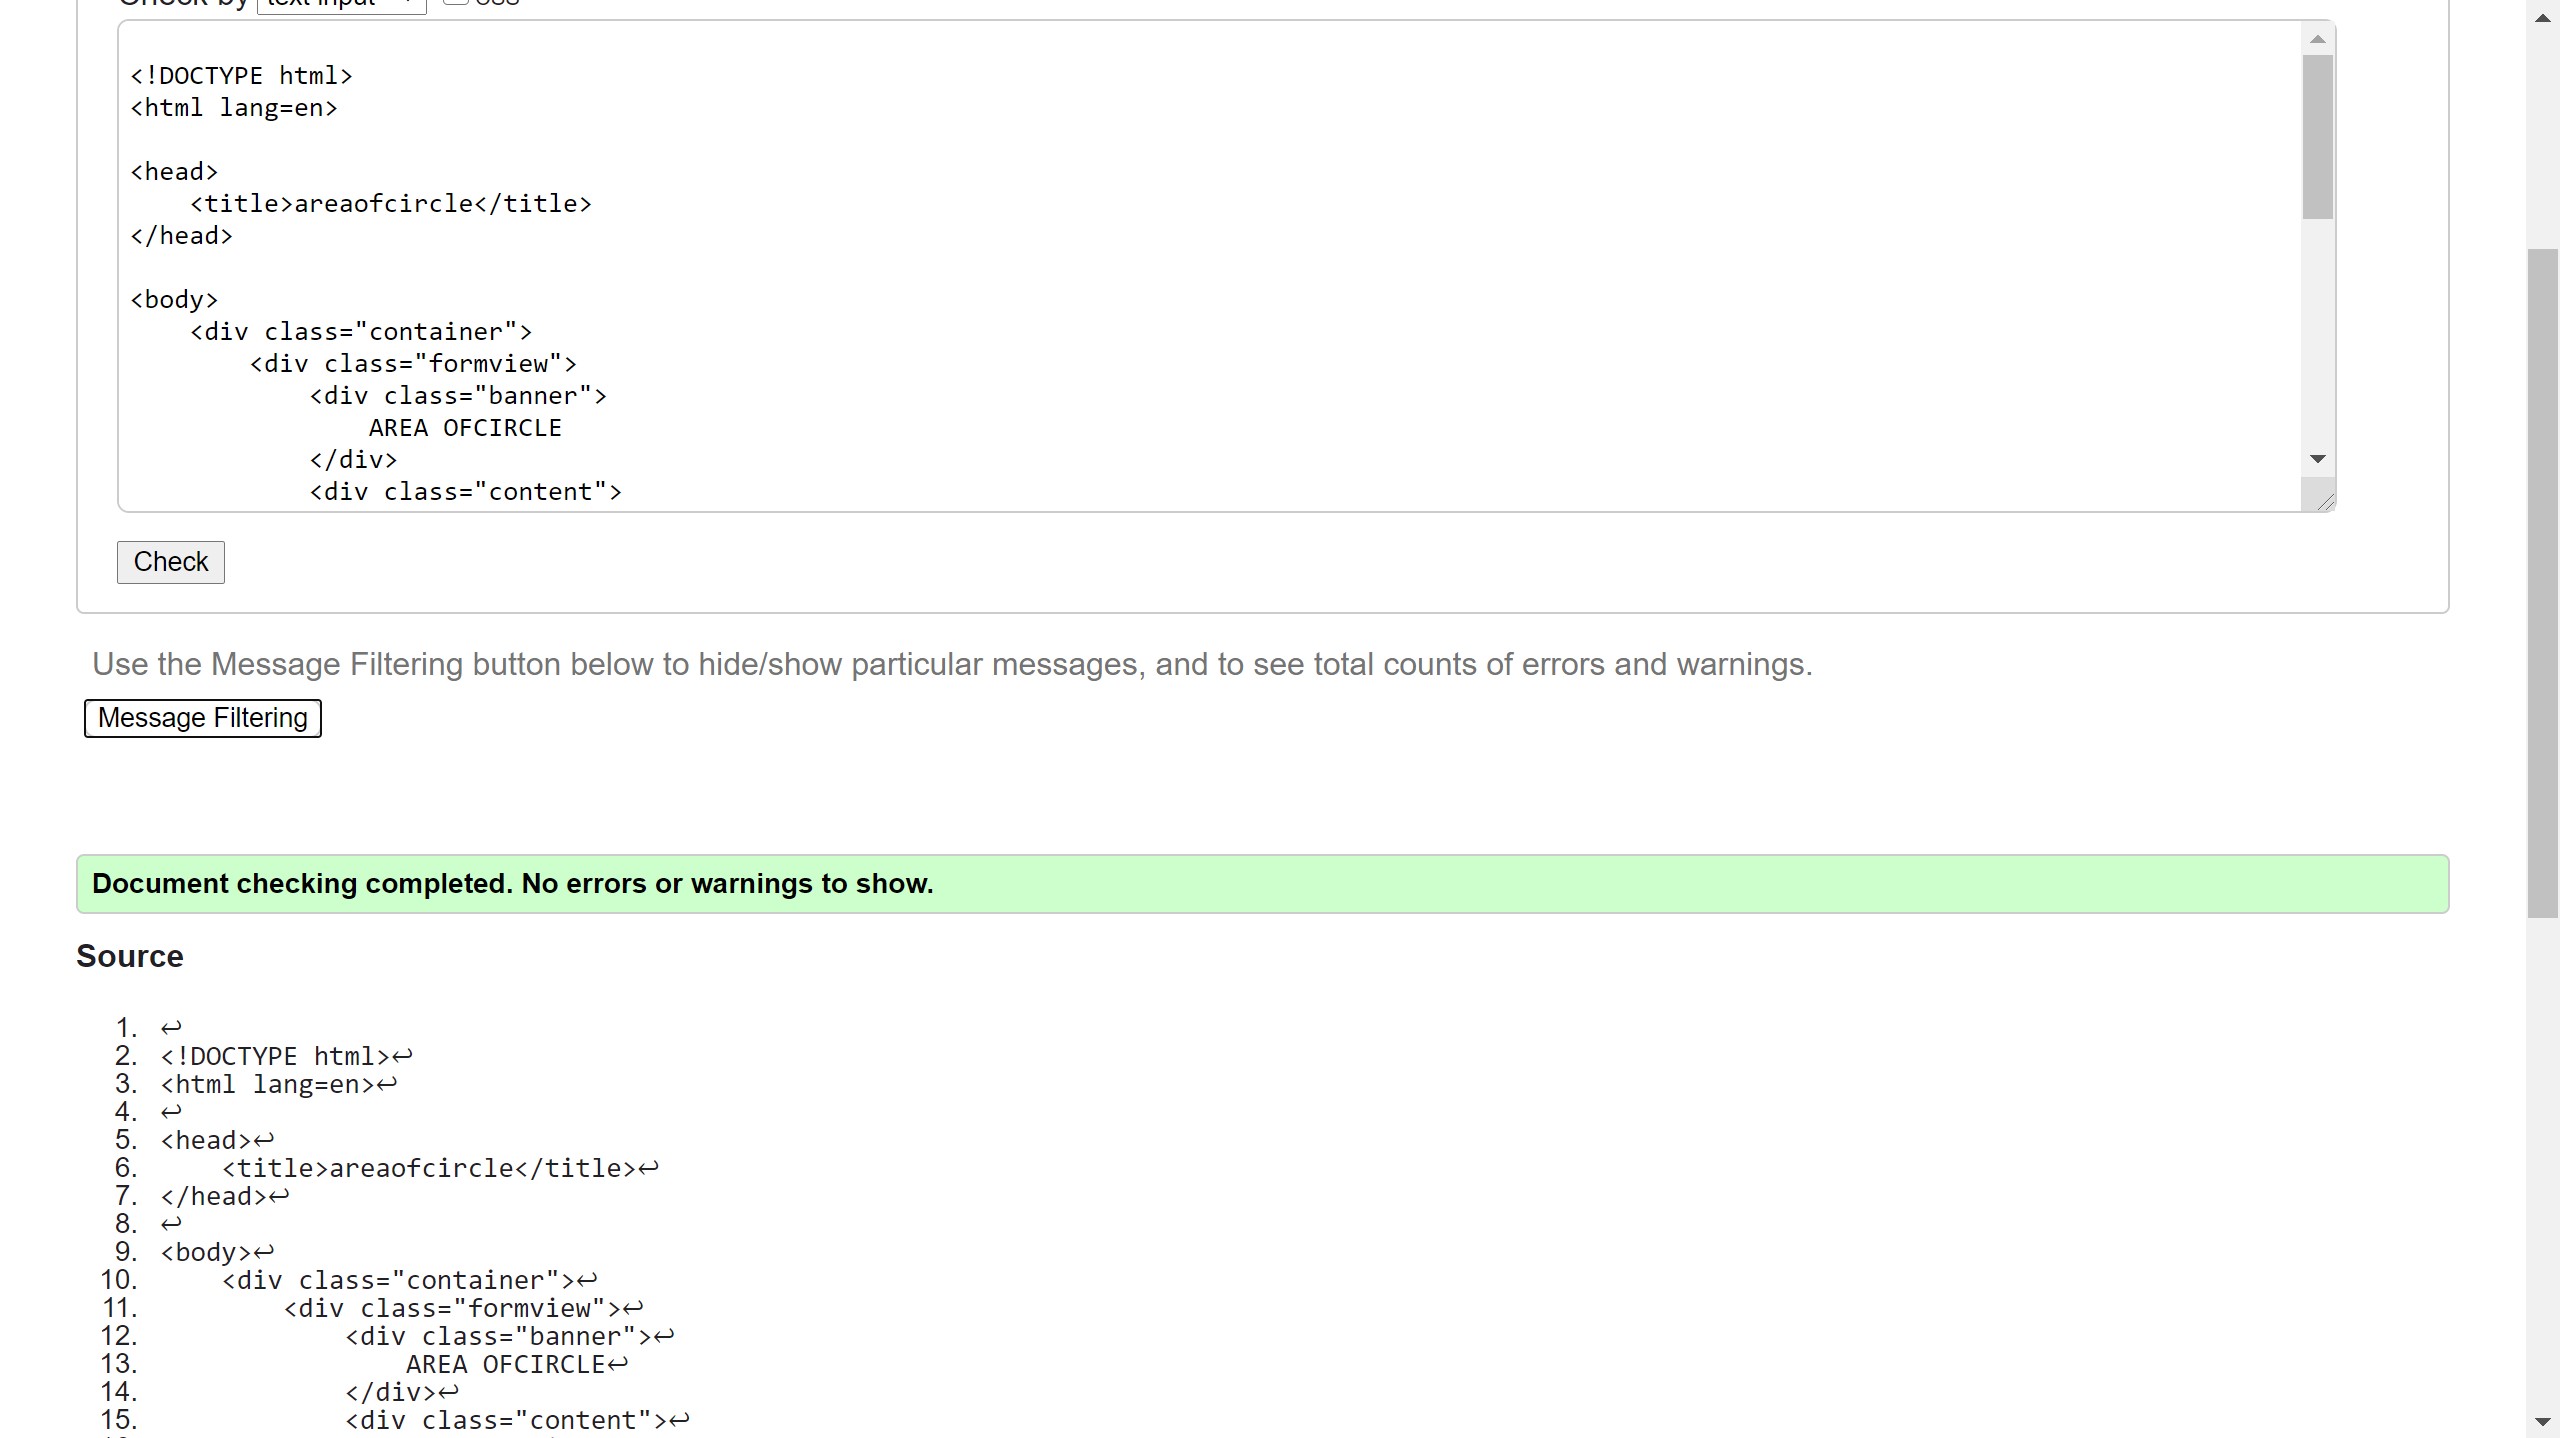 Check by text input css
<!DOCTYPE html>
<html lang=en>
<head>
<title>areaofcircle</title>
</head>
<body>
<div class="container">
<div class="formview">
<div class="banner">
AREA OFCIRCLE
</div>
<div class="content">
Check
Use the Message Filtering button below to hide/show particular messages, and to see total counts of errors and warnings.
Message Filtering
Document checking completed. No errors or warnings to show.
Source
1. ↩
2. <!DOCTYPE html>↩
3. <html lang=en>↩
4. ↩
5. <head>↩
6. <title>areaofcircle</title>↩
7. </head>↩
8. ↩
9. <body>↩
10. <div class="container">↩
11. <div class="formview">↩
12. <div class="banner">↩
13. AREA OFCIRCLE↩
14. </div>↩
15. <div class="content">↩